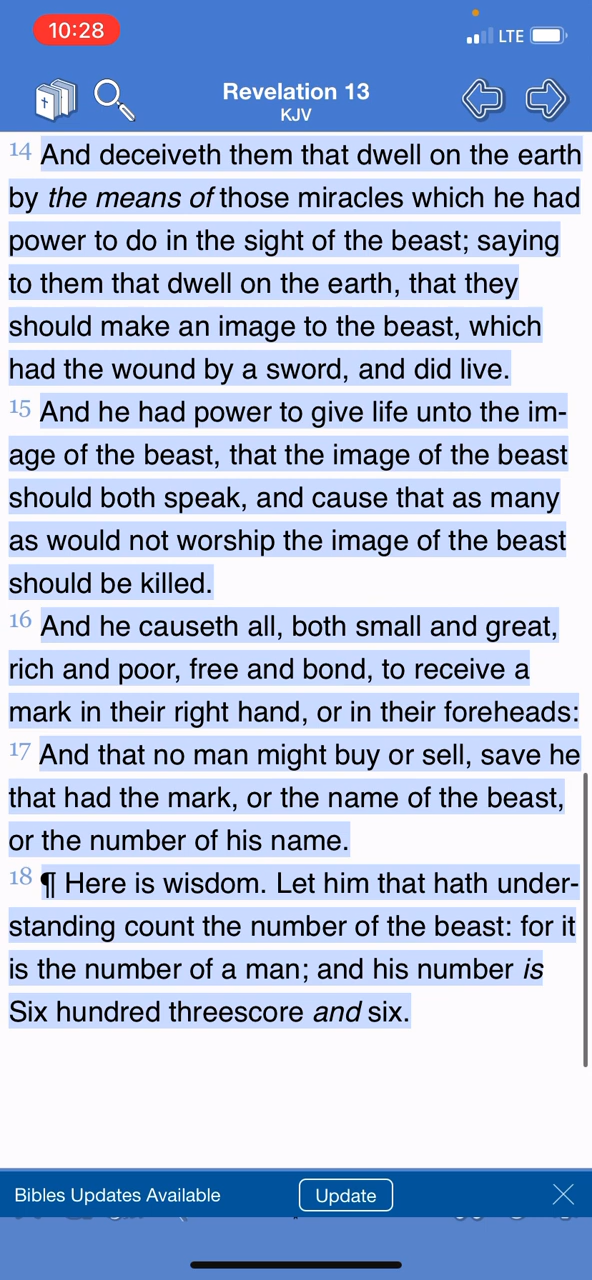 10:28
LTE
Revelation 13
KJV
14 And deceiveth them that dwell on the earth
by the means of those miracles which he had
power to do in the sight of the beast; saying
to them that dwell on the earth, that they
should make an image to the beast, which
had the wound by a sword, and did live.
15 And he had power to give life unto the im-
age of the beast, that the image of the beast
should both speak, and cause that as many
as would not worship the image of the beast
should be killed.
16 And he causeth all, both small and great,
rich and poor, free and bond, to receive a
mark in their right hand, or in their foreheads:
17 And that no man might buy or sell, save he
that had the mark, or the name of the beast,
or the number of his name.
18 ¶ Here is wisdom. Let him that hath under-
standing count the number of the beast: for it
is the number of a man; and his number is
Six hundred threescore and six.
Bibles Updates Available
Update